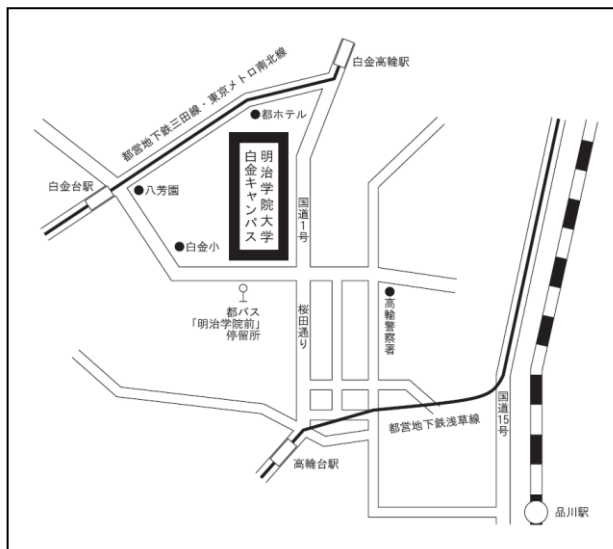 白金高輪駅
都営地下鉄三田線・東京メトロ南北線
都ホテル
明治学院大学
白金キャンパス
白金台駅
八芳園
国道1号
白金小
都バス
「明治学院前」
停留所
桜田通り
高輪警察署
都営地下鉄浅草線
国道15号
高輪台駅
品川駅